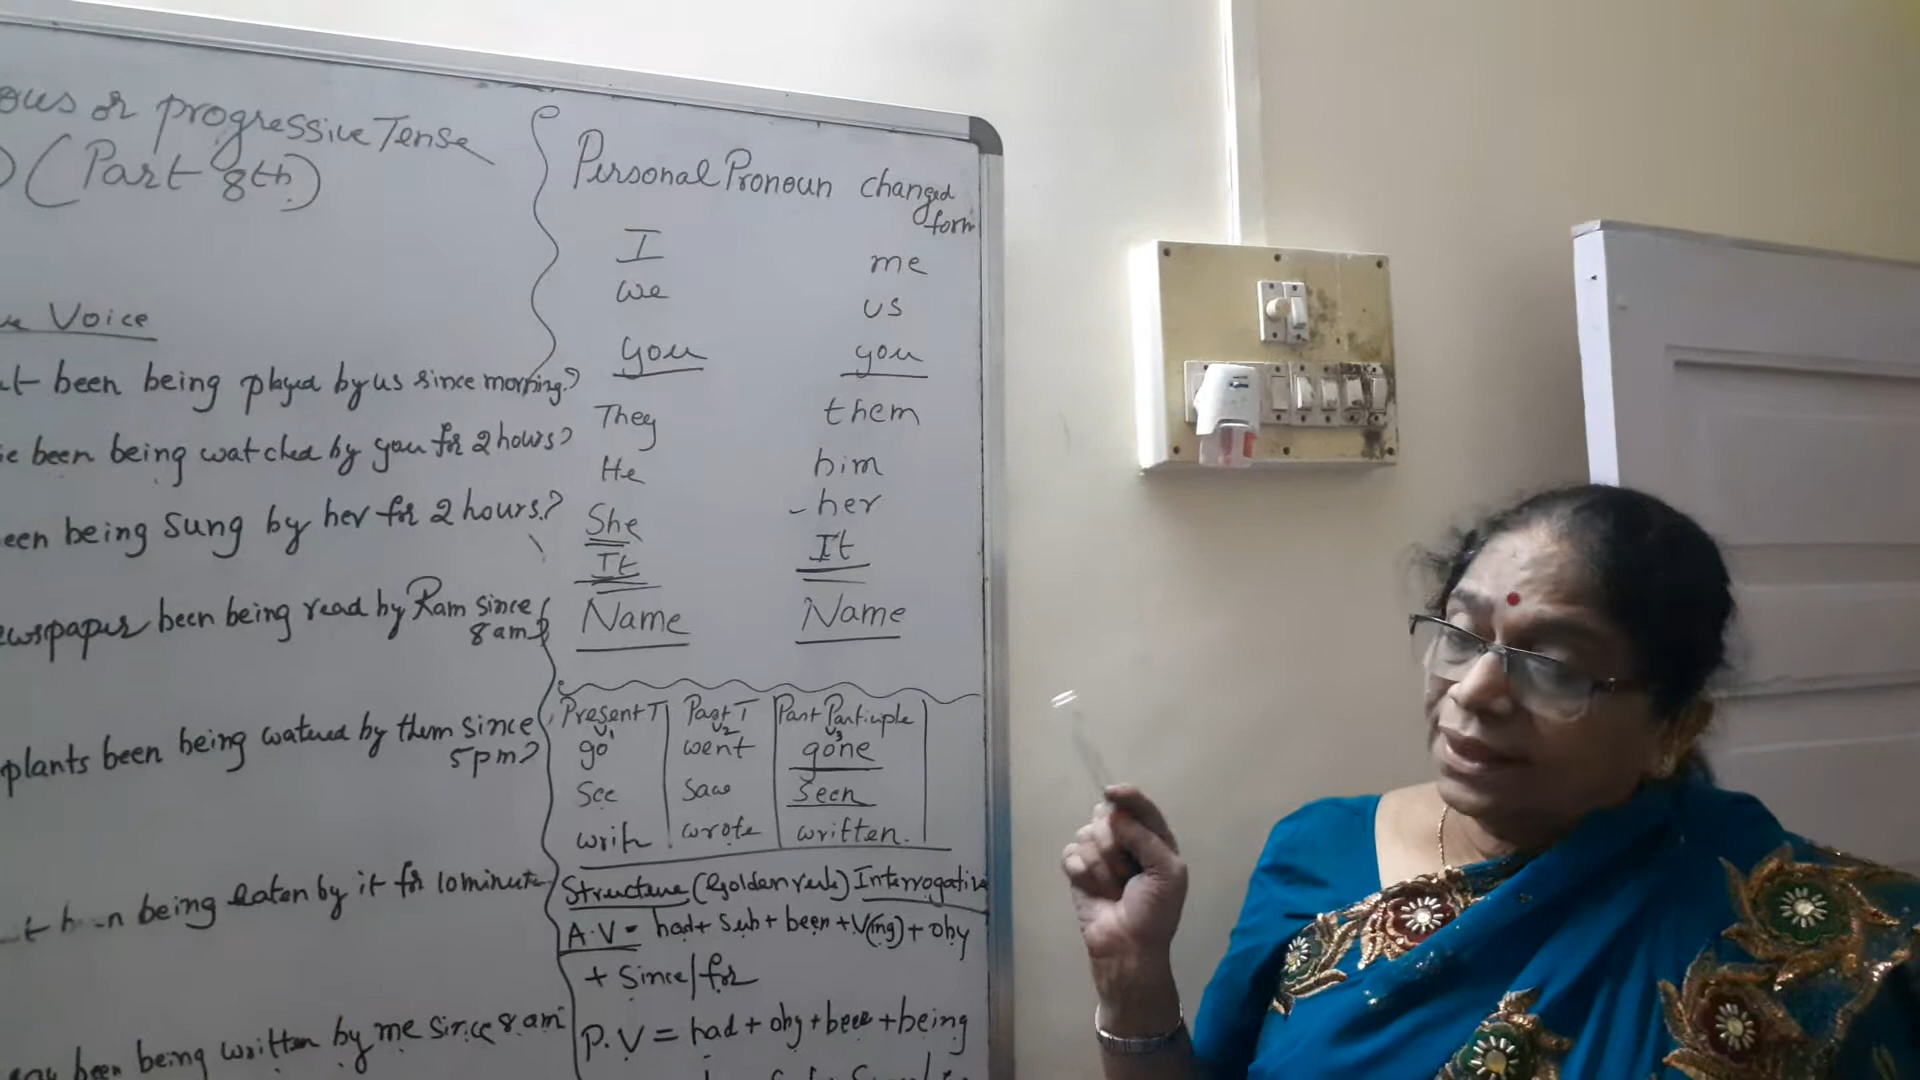 or progressive Tense
(Part 8th)
Voice
been being played by us since morning?
been being watched by you for 2 hours?
een being sung by her for 2 hours.?
ewspaper been being read by Ram since
8 am?
plants been being watered by them since
5 pm?
being eaten by it for 10 minute
been being written by me since 8 am
Personal Pronoun changed
form
I me
we us
you you
They them
He him
She - her
It It
Name Name
Present T Past T Past Participle
V1 V2 V3
go went gone
See Saw Seen
write wrote written.
Structure (Golden rule) Interrogative
A.V = had + Sub + been + V(ing) + obj
+ Since/for
P.V = had + obj + been + being